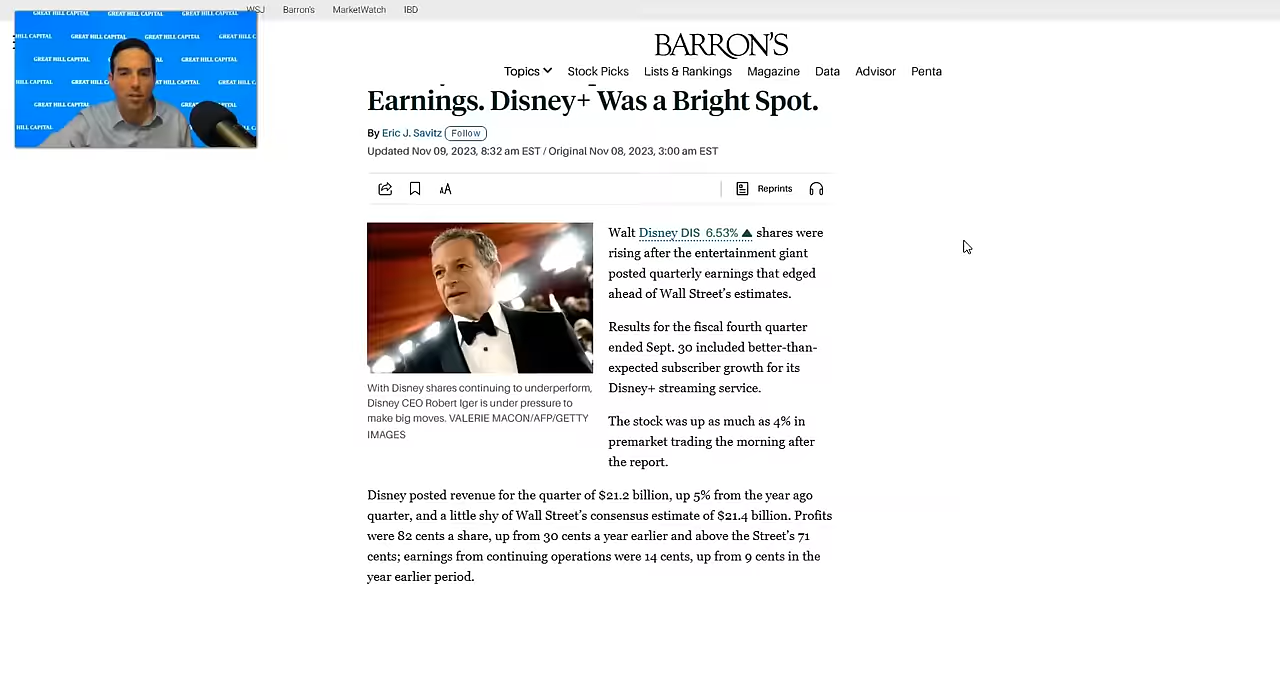 WSJ Barron's MarketWatch IBD
GREAT HILL CAPITAL GREAT HILL CAPITAL GREAT HILL CAPITAL
HILL CAPITAL GREAT HILL CAPITAL GREAT HILL CAPITAL GREAT HILL C
GREAT HILL CAPITAL GREAT HILL CAPITAL
HILL CAPITAL GREAT HILL CAPITAL
GREAT HILL CAPITAL GREAT HILL CAPITAL
HILL CAPITAL
BARRON'S
Topics Stock Picks Lists & Rankings Magazine Data Advisor Penta
Earnings. Disney+ Was a Bright Spot.
By Eric J. Savitz Follow
Updated Nov 09, 2023, 8:32 am EST / Original Nov 08, 2023, 3:00 am EST
AA Reprints
Walt Disney DIS 6.53% ▲ shares were
rising after the entertainment giant
posted quarterly earnings that edged
ahead of Wall Street's estimates.
Results for the fiscal fourth quarter
ended Sept. 30 included better-than-
expected subscriber growth for its
Disney+ streaming service.
The stock was up as much as 4% in
premarket trading the morning after
the report.
With Disney shares continuing to underperform,
Disney CEO Robert Iger is under pressure to
make big moves. VALERIE MACON/AFP/GETTY
IMAGES
Disney posted revenue for the quarter of $21.2 billion, up 5% from the year ago
quarter, and a little shy of Wall Street's consensus estimate of $21.4 billion. Profits
were 82 cents a share, up from 30 cents a year earlier and above the Street's 71
cents; earnings from continuing operations were 14 cents, up from 9 cents in the
year earlier period.